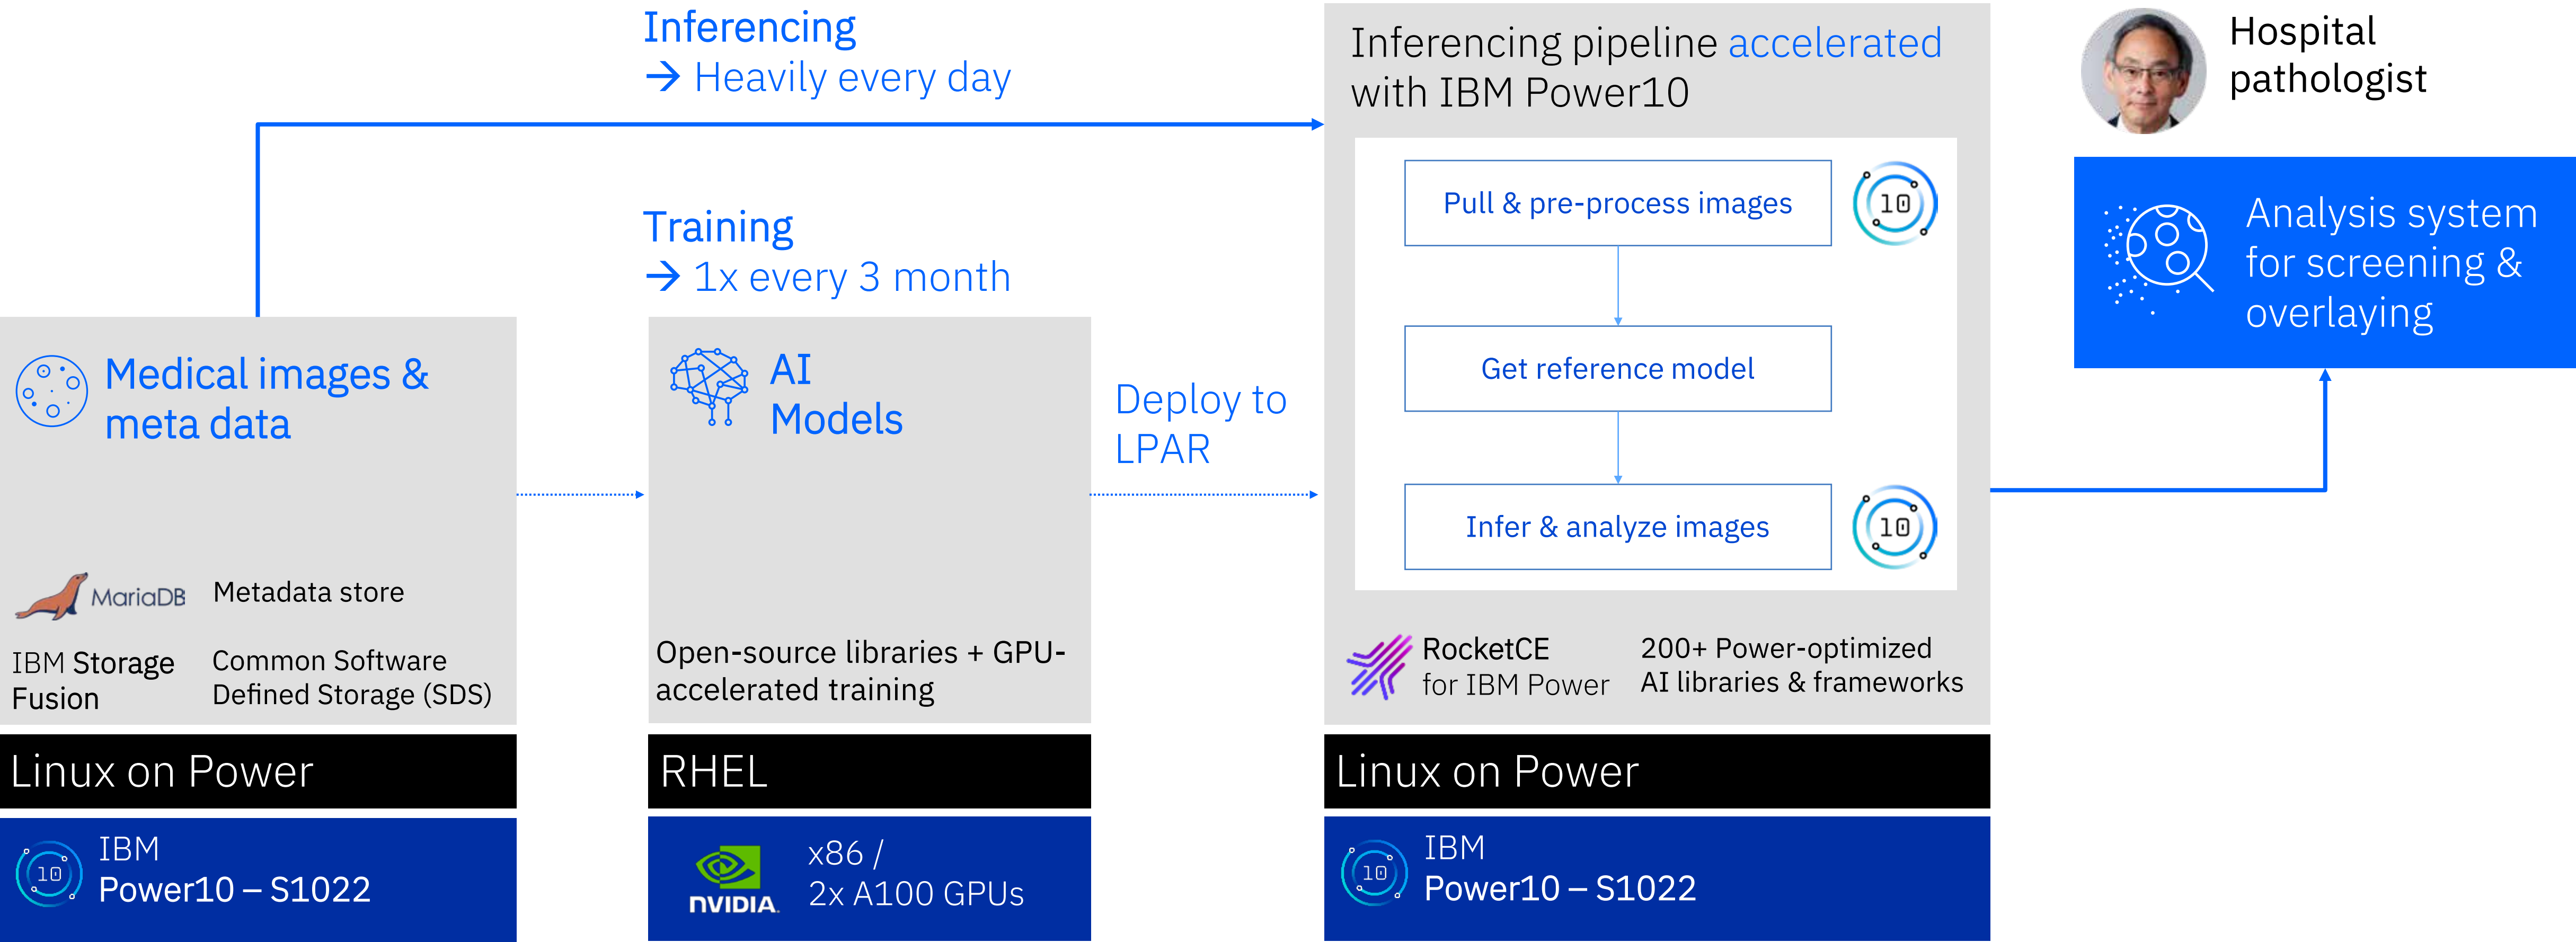 Inferencing
→ Heavily every day
Training
→ 1x every 3 month
Medical images &
meta data
MariaDB
Metadata store
IBM Storage
Fusion
Common Software
Defined Storage (SDS)
Linux on Power
10
IBM
Power10 – S1022
AI
Models
Open-source libraries + GPU-
accelerated training
RHEL
NVIDIA.
x86 /
2x A100 GPUs
Deploy to
LPAR
Inferencing pipeline accelerated
with IBM Power10
Pull & pre-process images
10
Get reference model
Infer & analyze images
10
RocketCE
for IBM Power
200+ Power-optimized
AI libraries & frameworks
Linux on Power
10
IBM
Power10 – S1022
Hospital
pathologist
Analysis system
for screening &
overlaying